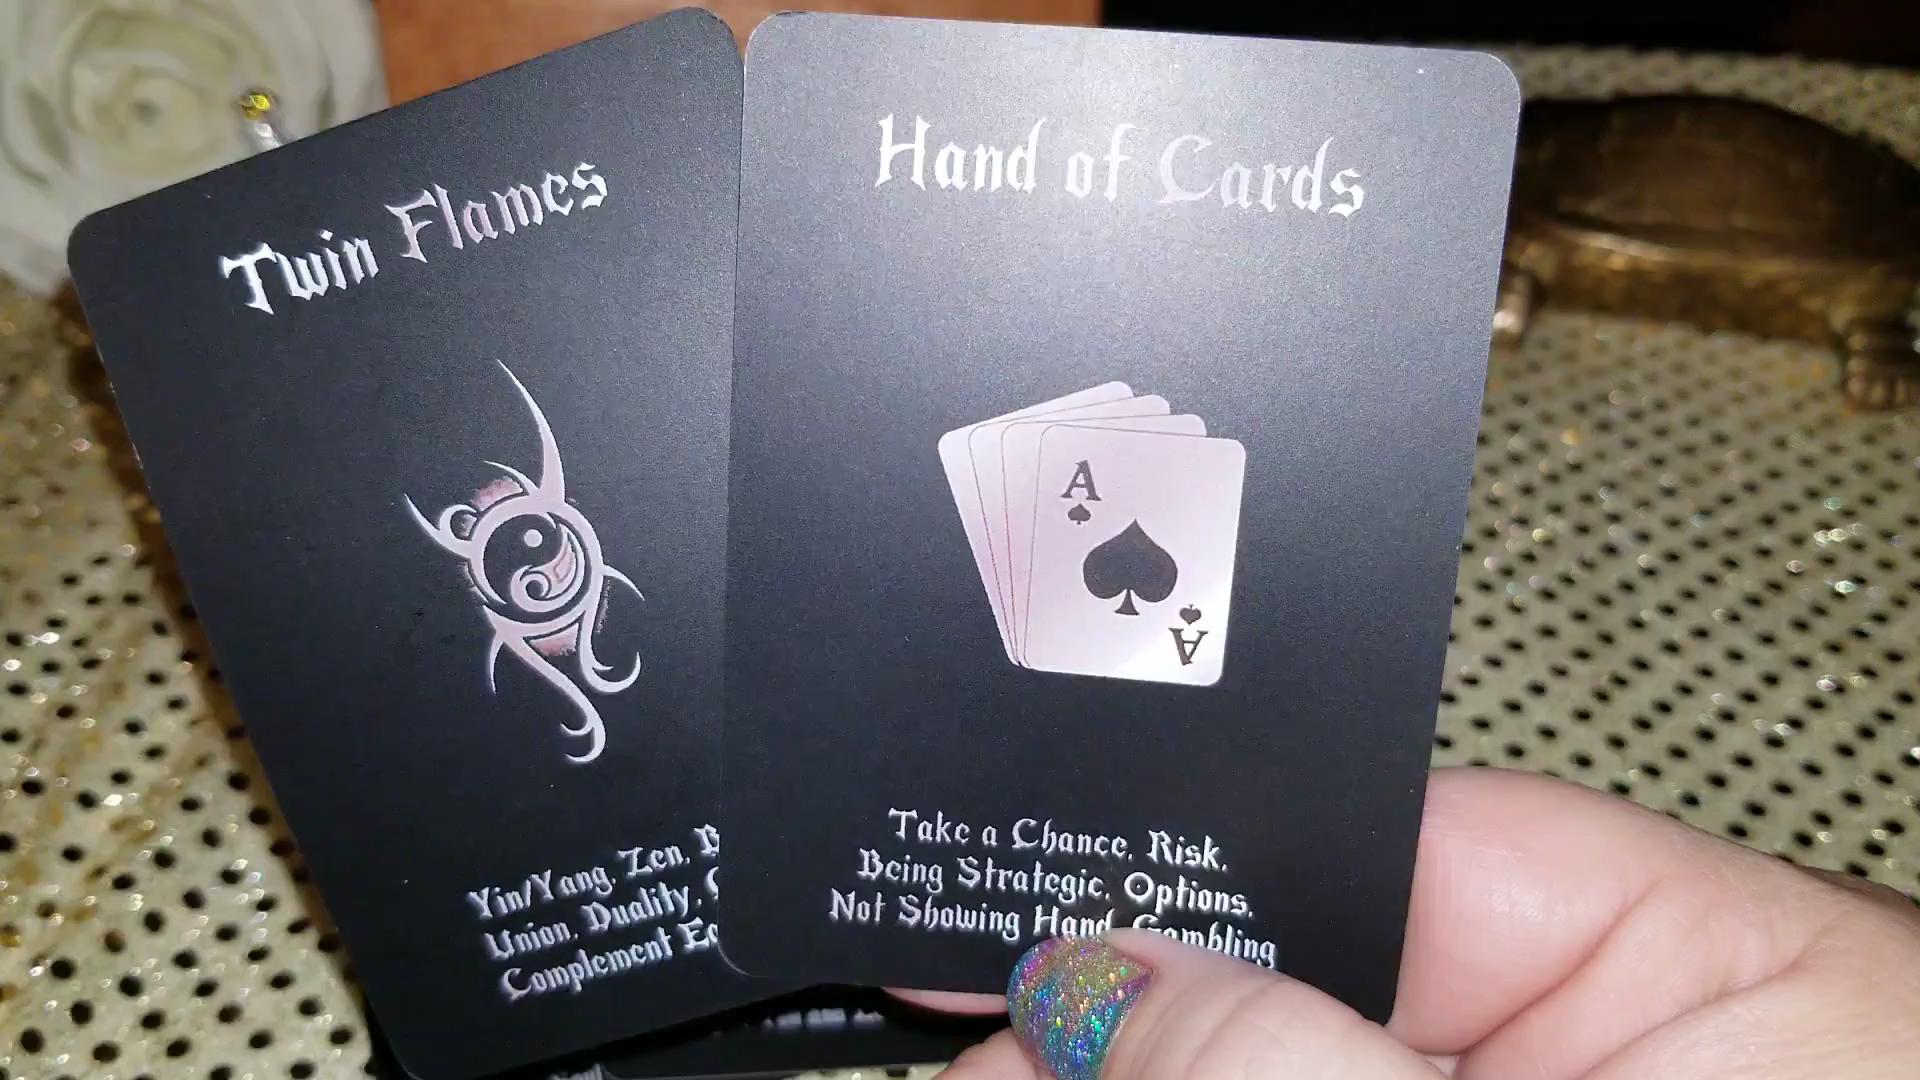 Twin Flames
Yin/Yang, Zen,
Union, Duality,
Complement
Hand of Cards
A
A
Take a Chance, Risk,
Being Strategic, Options,
Not Showing Hand, Gambling